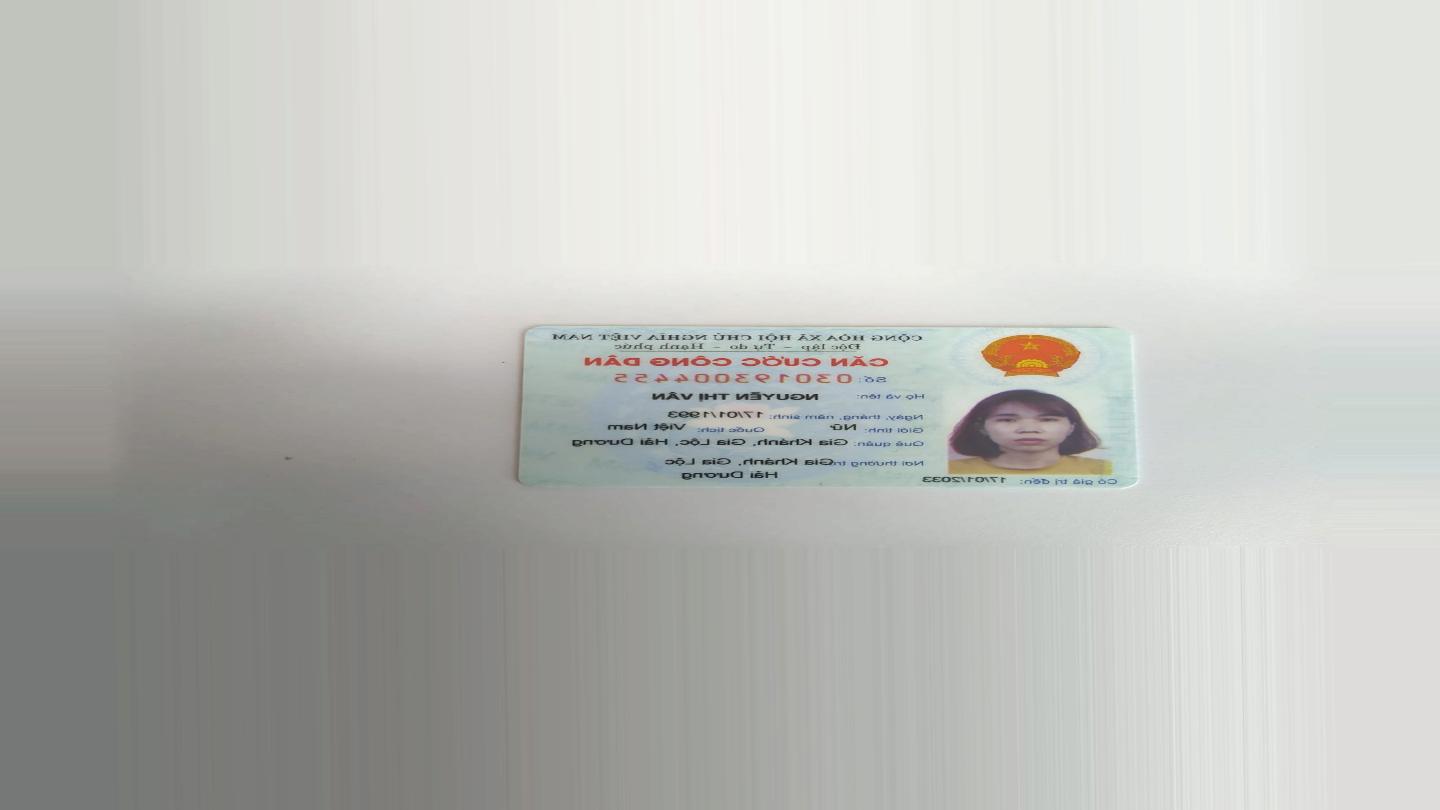 CỘNG HÒA XÃ HỘI CHỦ NGHĨA VIỆT NAM
Độc lập - Tự do - Hạnh phúc
CĂN CƯỚC CÔNG DÂN
Số: 030193004455
Họ và tên: NGUYỄN THỊ VÂN
Ngày, tháng, năm sinh: 17/01/1993
Giới tính: Nữ Quốc tịch: Việt Nam
Quê quán: Gia Khánh, Gia Lộc, Hải Dương
Nơi thường trú Gia Khánh, Gia Lộc
Hải Dương
Có giá trị đến: 17/01/2033